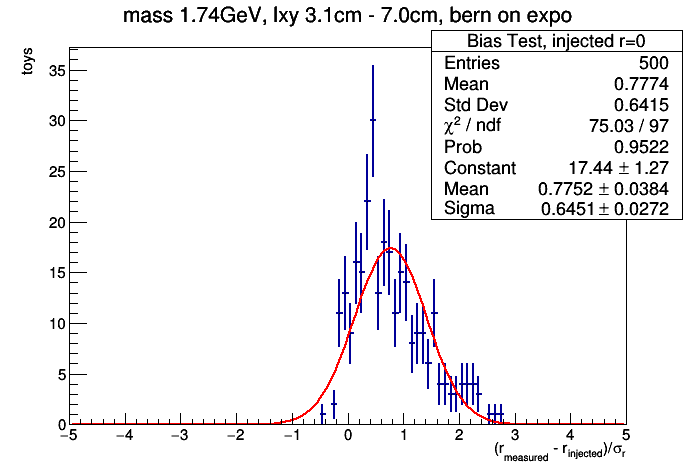 mass 1.74GeV, lxy 3.1cm - 7.0cm, bern on expo
Bias Test, injected r=0
Entries 500
Mean 0.7774
Std Dev 0.6415
χ² / ndf 75.03 / 97
Prob 0.9522
Constant 17.44 ± 1.27
Mean 0.7752 ± 0.0384
Sigma 0.6451 ± 0.0272
toys
35
30
25
20
15
10
5
0
−5 −4 −3 −2 −1 0 1 2 3 4 5
(r_measured - r_injected)/σ_r